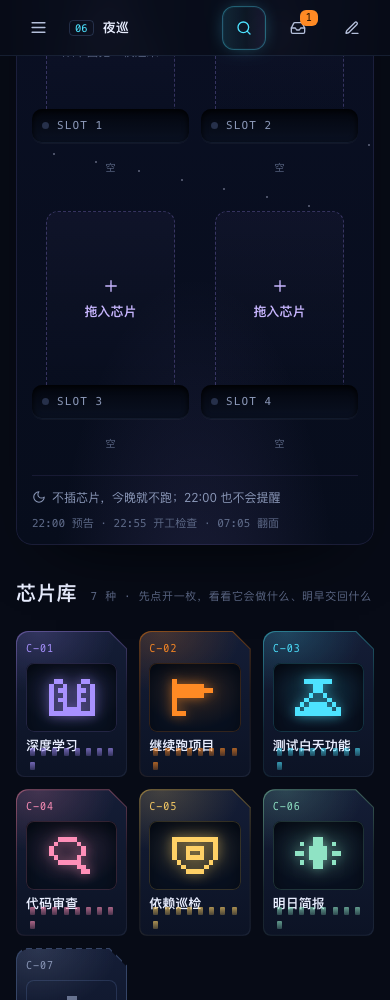 06 夜巡
1
SLOT 1
SLOT 2
空
空
拖入芯片
拖入芯片
SLOT 3
SLOT 4
空
空
不插芯片，今晚就不跑；22:00 也不会提醒
22:00 预告 · 22:55 开工检查 · 07:05 翻面
芯片库
7 种 · 先点开一枚，看看它会做什么、明早交回什么
C-01
C-02
C-03
深度学习
继续跑项目
测试白天功能
C-04
C-05
C-06
代码审查
依赖巡检
明日简报
C-07